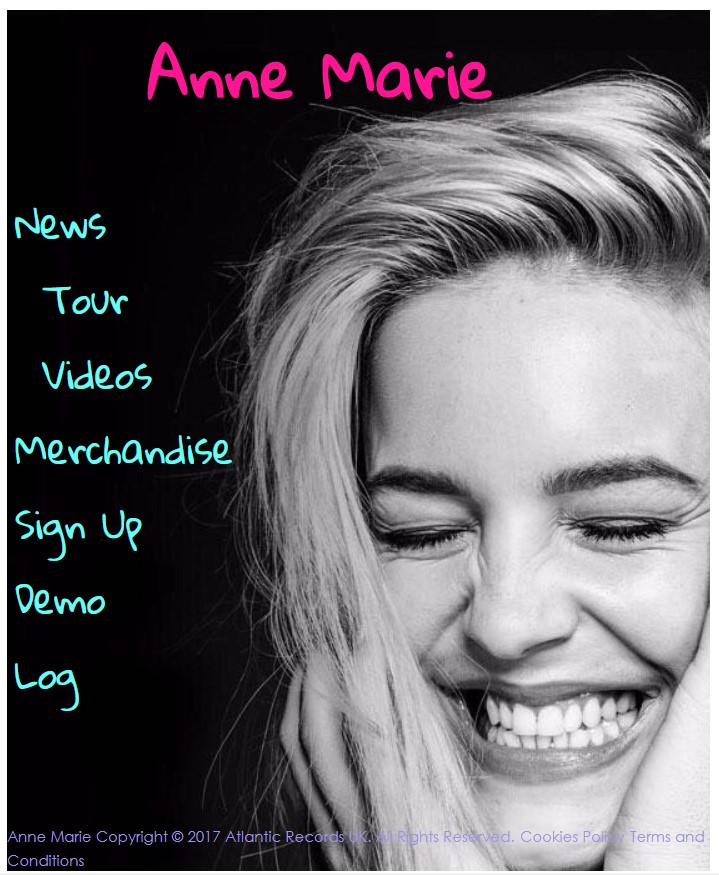 Anne Marie
News
Tour
Videos
Merchandise
Sign Up
Demo
Log
Anne Marie Copyright © 2017 Atlantic Records UK. All Rights Reserved. Cookies Policy Terms and
Conditions